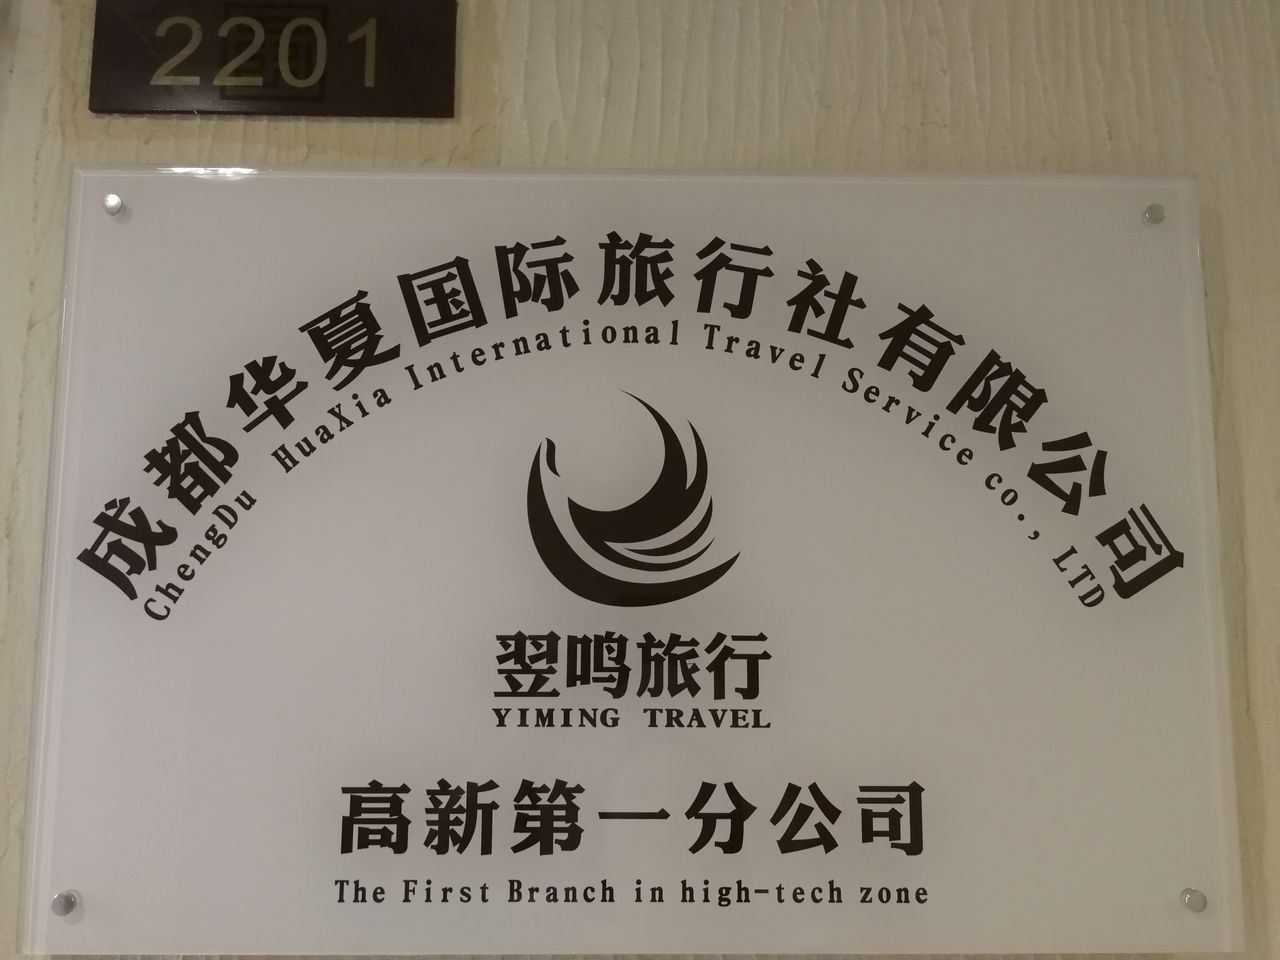 2201
成都华夏国际旅行社有限公司
ChengDu HuaXia International Travel Service co., LTD
翌鸣旅行
YIMING TRAVEL
高新第一分公司
The First Branch in high-tech zone